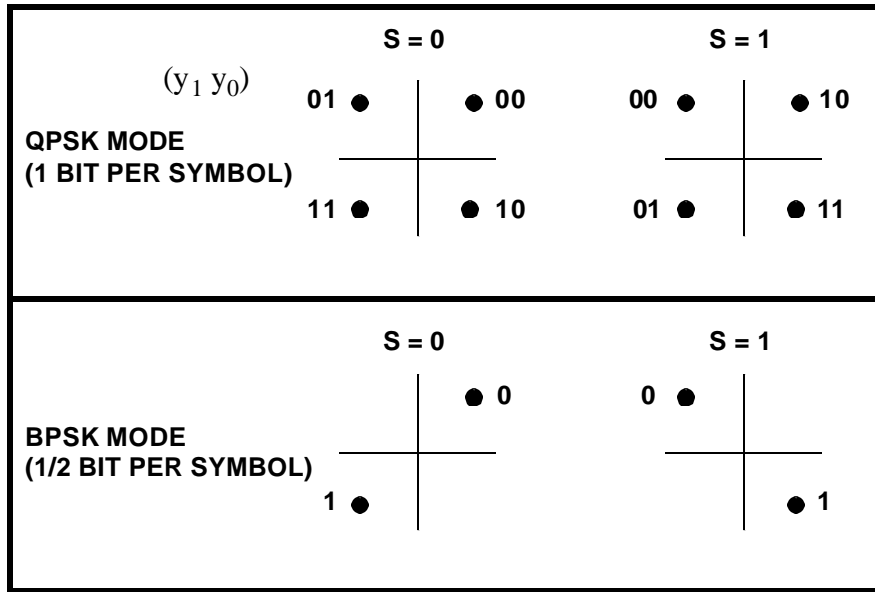 S = 0 S = 1
(y₁ y₀)
01 00 00 10
QPSK MODE
(1 BIT PER SYMBOL)
11 10 01 11
S = 0 S = 1
0 0
BPSK MODE
(1/2 BIT PER SYMBOL)
1 1